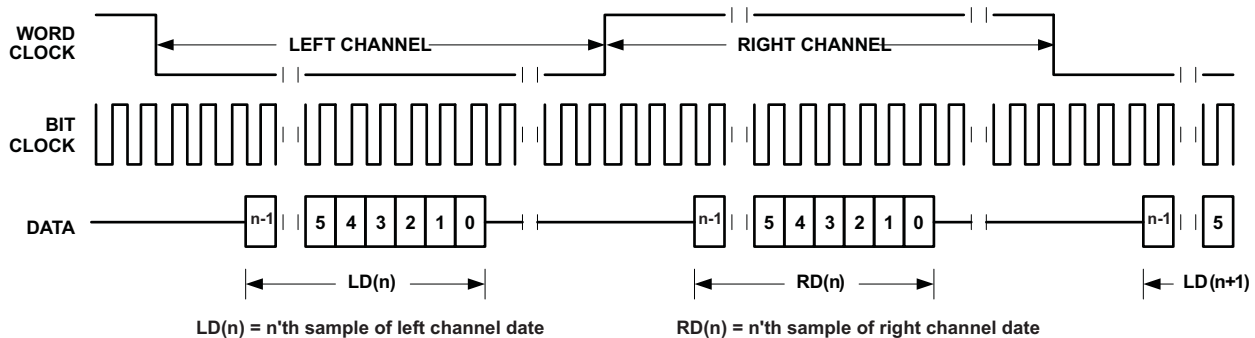 WORD
CLOCK
LEFT CHANNEL
RIGHT CHANNEL
BIT
CLOCK
DATA
n-1 5 4 3 2 1 0 n-1 5 4 3 2 1 0 n-1 5
LD(n) RD(n) LD(n+1)
LD(n) = n'th sample of left channel date
RD(n) = n'th sample of right channel date